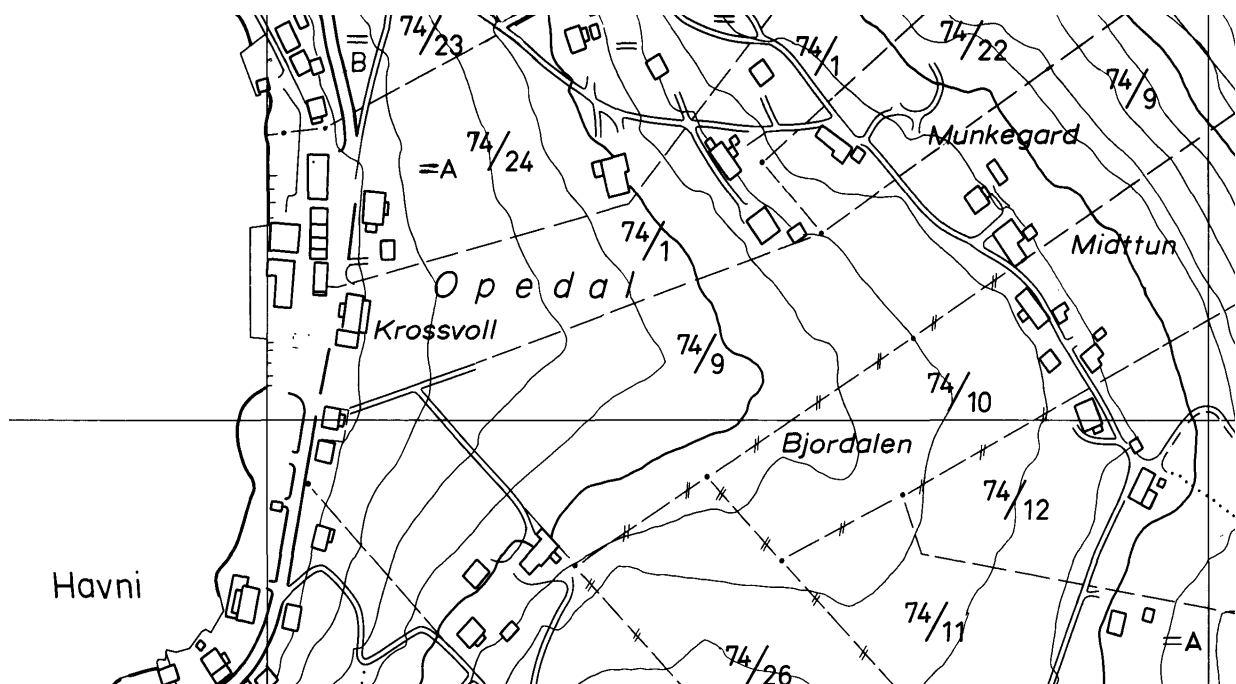 74/23
74/1
74/22
74/9
=
B
=
=
Munkegard
74/24
=A
74/1
Midttun
Opedal
Krossvoll
74/9
74/10
Bjordalen
74/12
Havni
74/11
=A
74/26